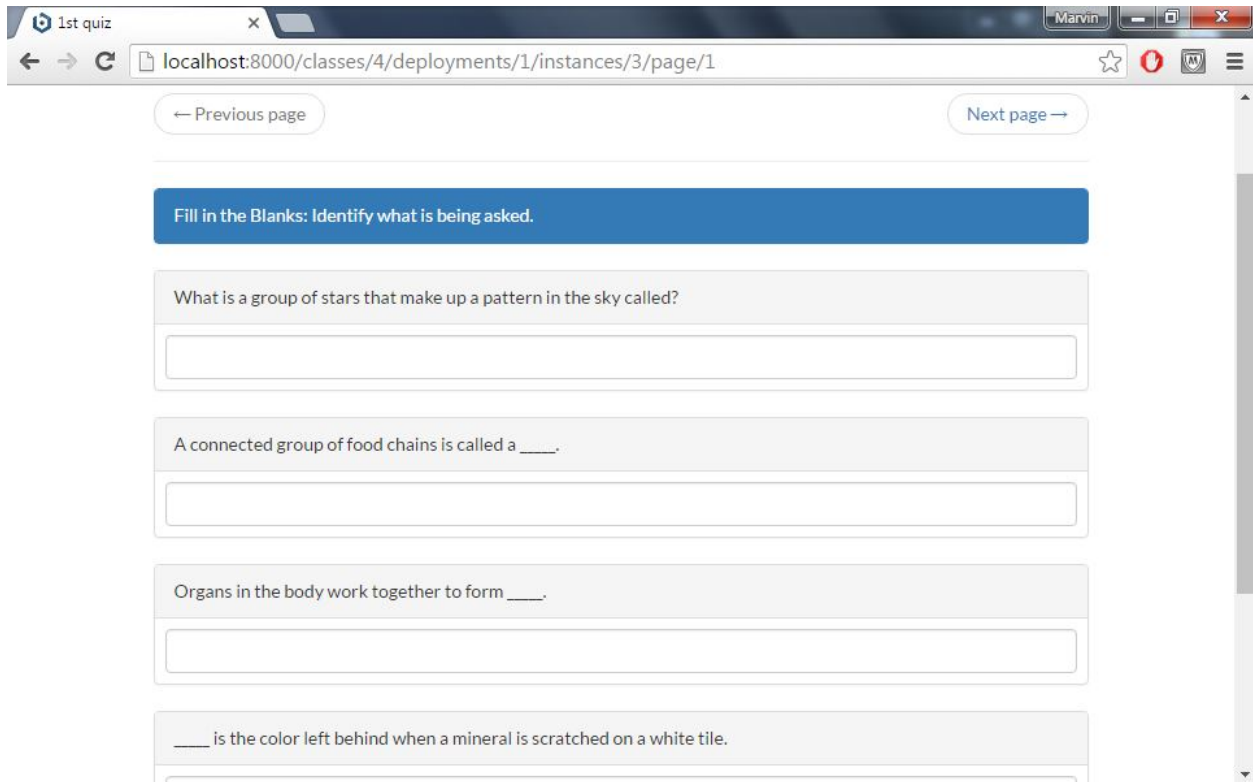 1st quiz
Marvin
localhost:8000/classes/4/deployments/1/instances/3/page/1
← Previous page
Next page →
Fill in the Blanks: Identify what is being asked.
What is a group of stars that make up a pattern in the sky called?
A connected group of food chains is called a _____.
Organs in the body work together to form _____.
_____ is the color left behind when a mineral is scratched on a white tile.